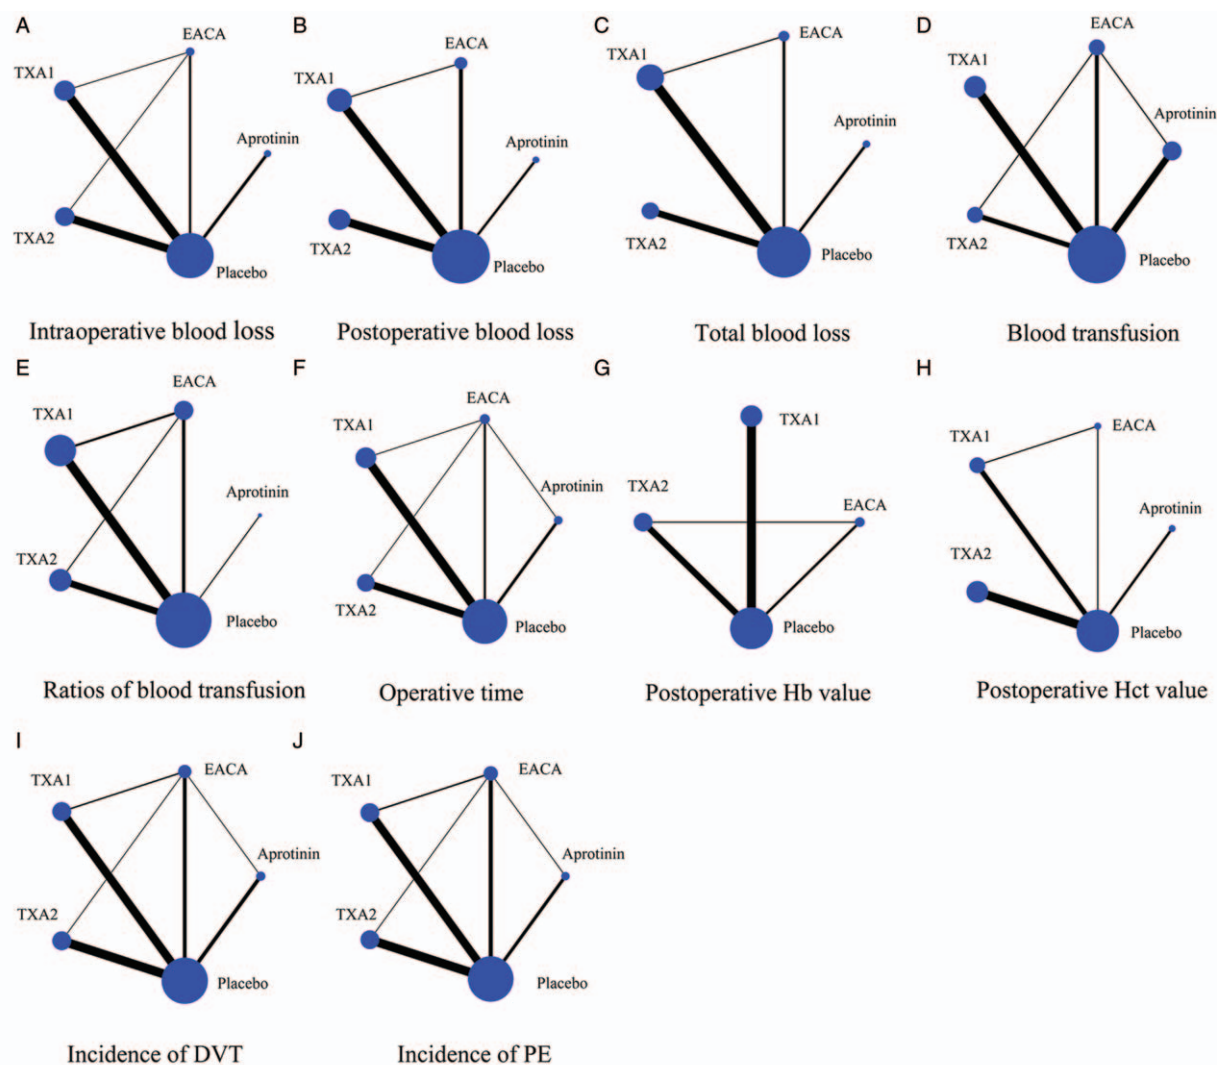 A
EACA
TXA1
Aprotinin
TXA2
Placebo
Intraoperative blood loss
B
EACA
TXA1
Aprotinin
TXA2
Placebo
Postoperative blood loss
C
EACA
TXA1
Aprotinin
TXA2
Placebo
Total blood loss
D
EACA
TXA1
Aprotinin
TXA2
Placebo
Blood transfusion
E
EACA
TXA1
Aprotinin
TXA2
Placebo
Ratios of blood transfusion
F
EACA
TXA1
Aprotinin
TXA2
Placebo
Operative time
G
TXA1
TXA2
EACA
Placebo
Postoperative Hb value
H
EACA
TXA1
Aprotinin
TXA2
Placebo
Postoperative Hct value
I
EACA
TXA1
Aprotinin
TXA2
Placebo
Incidence of DVT
J
EACA
TXA1
Aprotinin
TXA2
Placebo
Incidence of PE